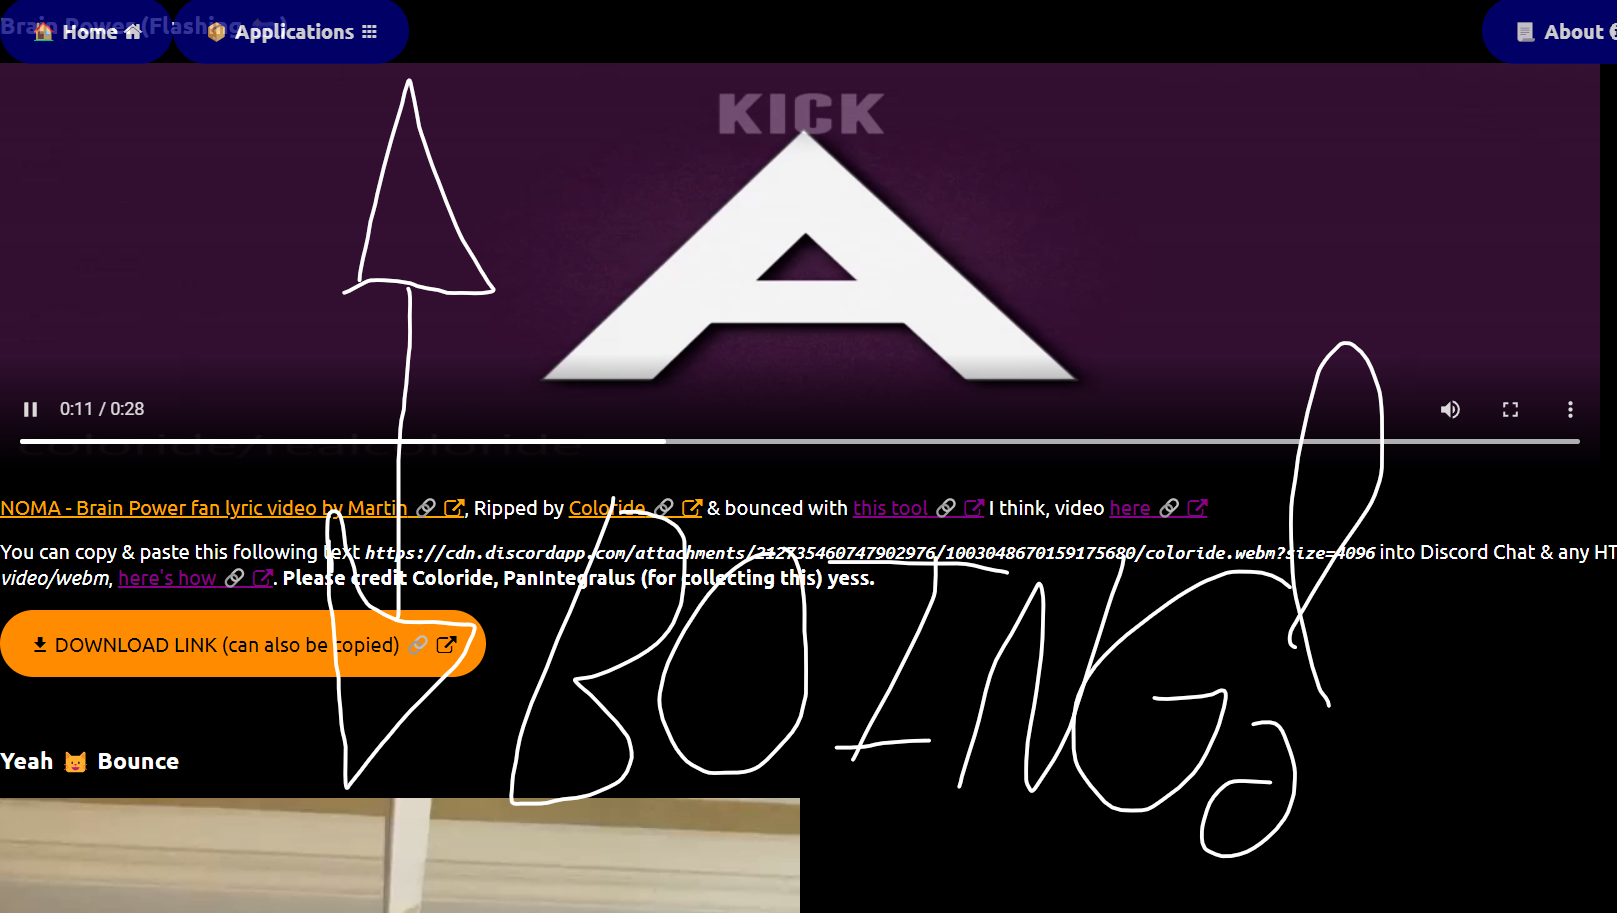 Brain Power (Flashing
Home
Applications
About
KICK
A
0:11 / 0:28
coloride/realcoloride
NOMA - Brain Power fan lyric video by Martin, Ripped by Coloride & bounced with this tool I think, video here
You can copy & paste this following text https://cdn.discordapp.com/attachments/212735460747902976/1003048670159175680/coloride.webm?size=4096 into Discord Chat & any HT
video/webm, here's how. Please credit Coloride, PanIntegralus (for collecting this) yess.
DOWNLOAD LINK (can also be copied)
BOING!
Yeah 😺 Bounce